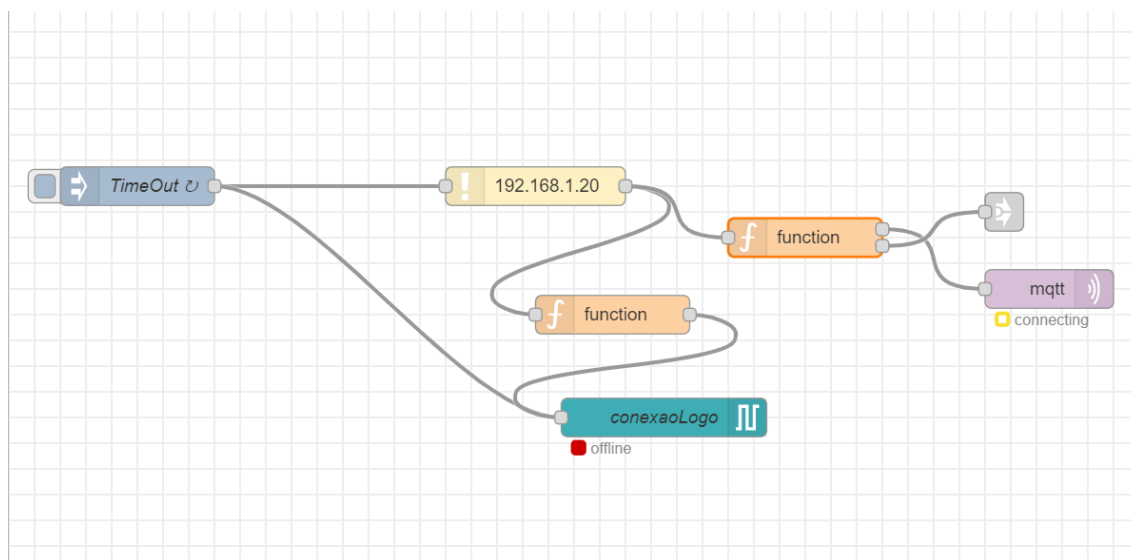 TimeOut ↻
192.168.1.20
function
mqtt
connecting
function
conexaoLogo
offline